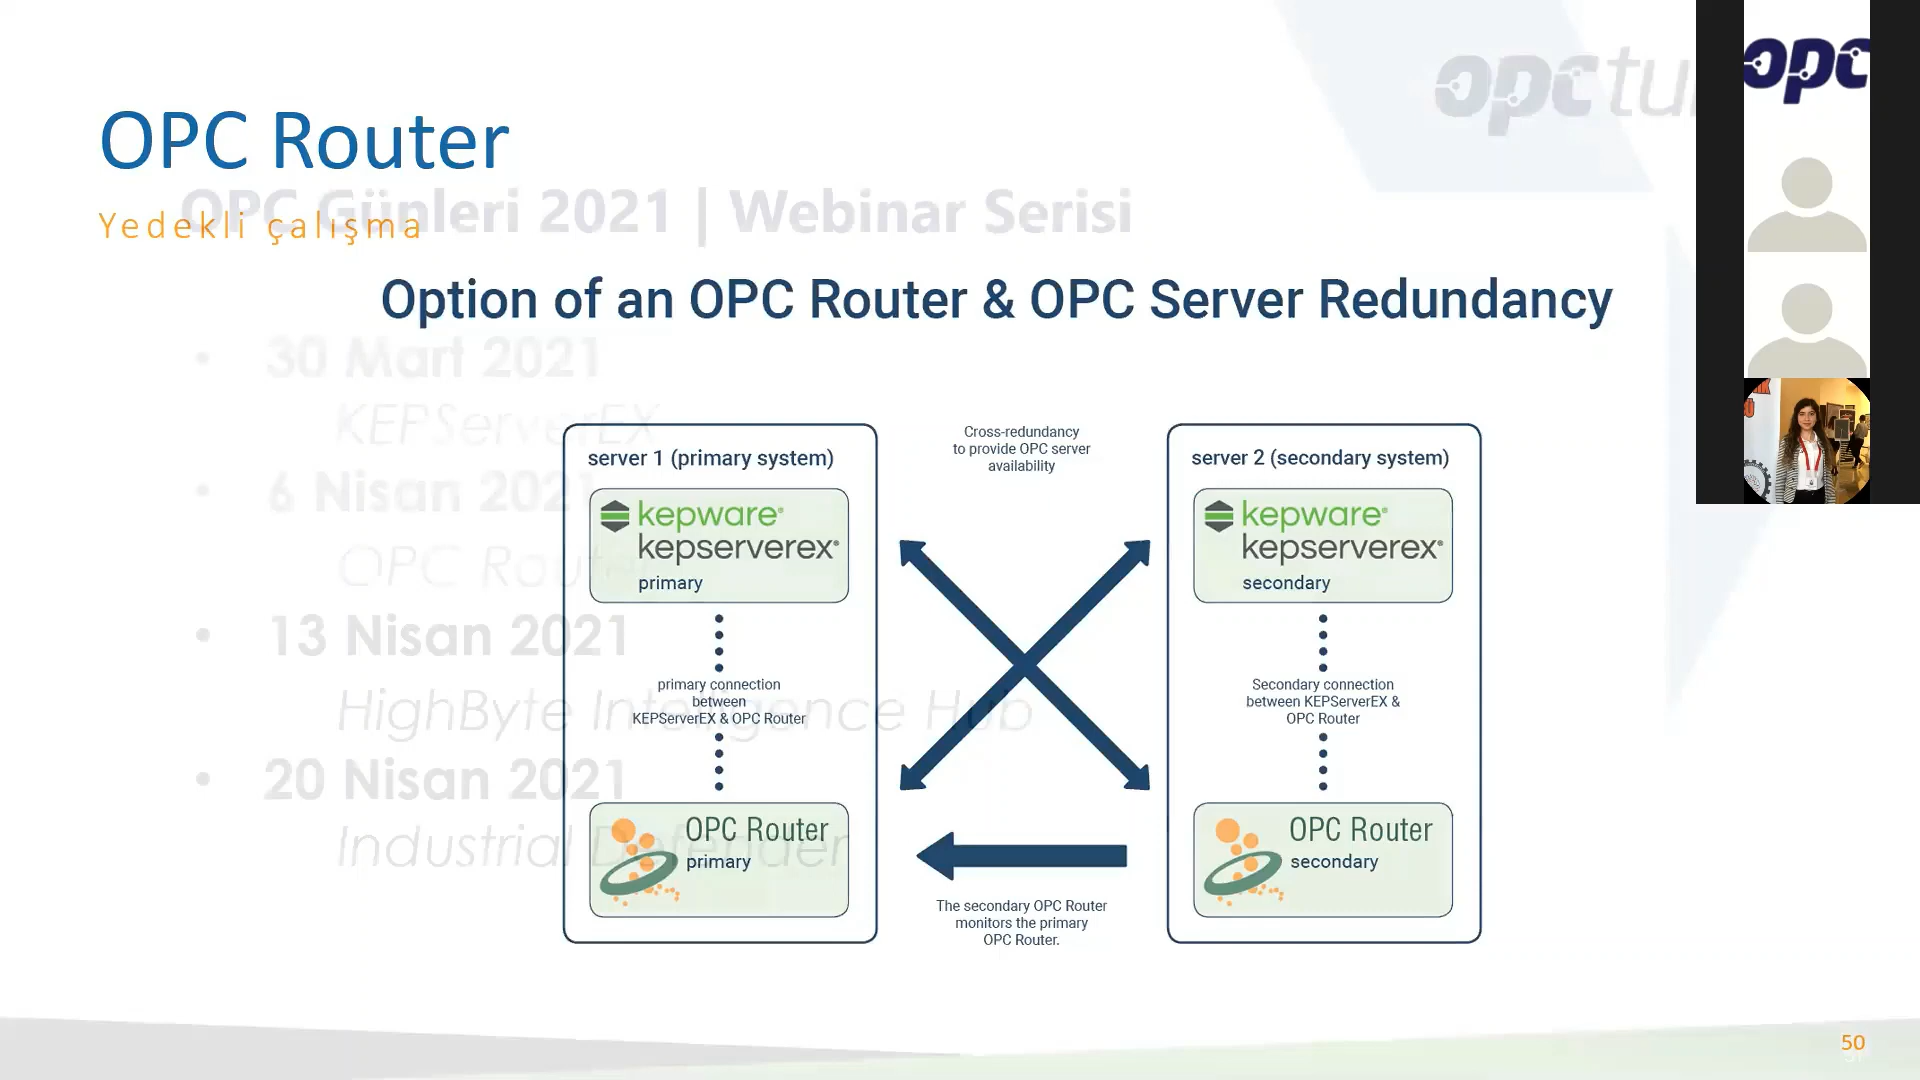 opctu
opc
OPC Router
OPC Günleri 2021 | Webinar Serisi
Yedekli çalışma
Option of an OPC Router & OPC Server Redundancy
• 30 Mart 2021
KEPServerEX
• 6 Nisan 2021
OPC Router
• 13 Nisan 2021
HighByte Intelligence Hub
• 20 Nisan 2021
Industrial Defender
server 1 (primary system)
kepware®
kepserverex®
primary
primary connection
between
KEPServerEX & OPC Router
OPC Router
primary
Cross-redundancy
to provide OPC server
availability
The secondary OPC Router
monitors the primary
OPC Router.
server 2 (secondary system)
kepware®
kepserverex®
secondary
Secondary connection
between KEPServerEX &
OPC Router
OPC Router
secondary
50